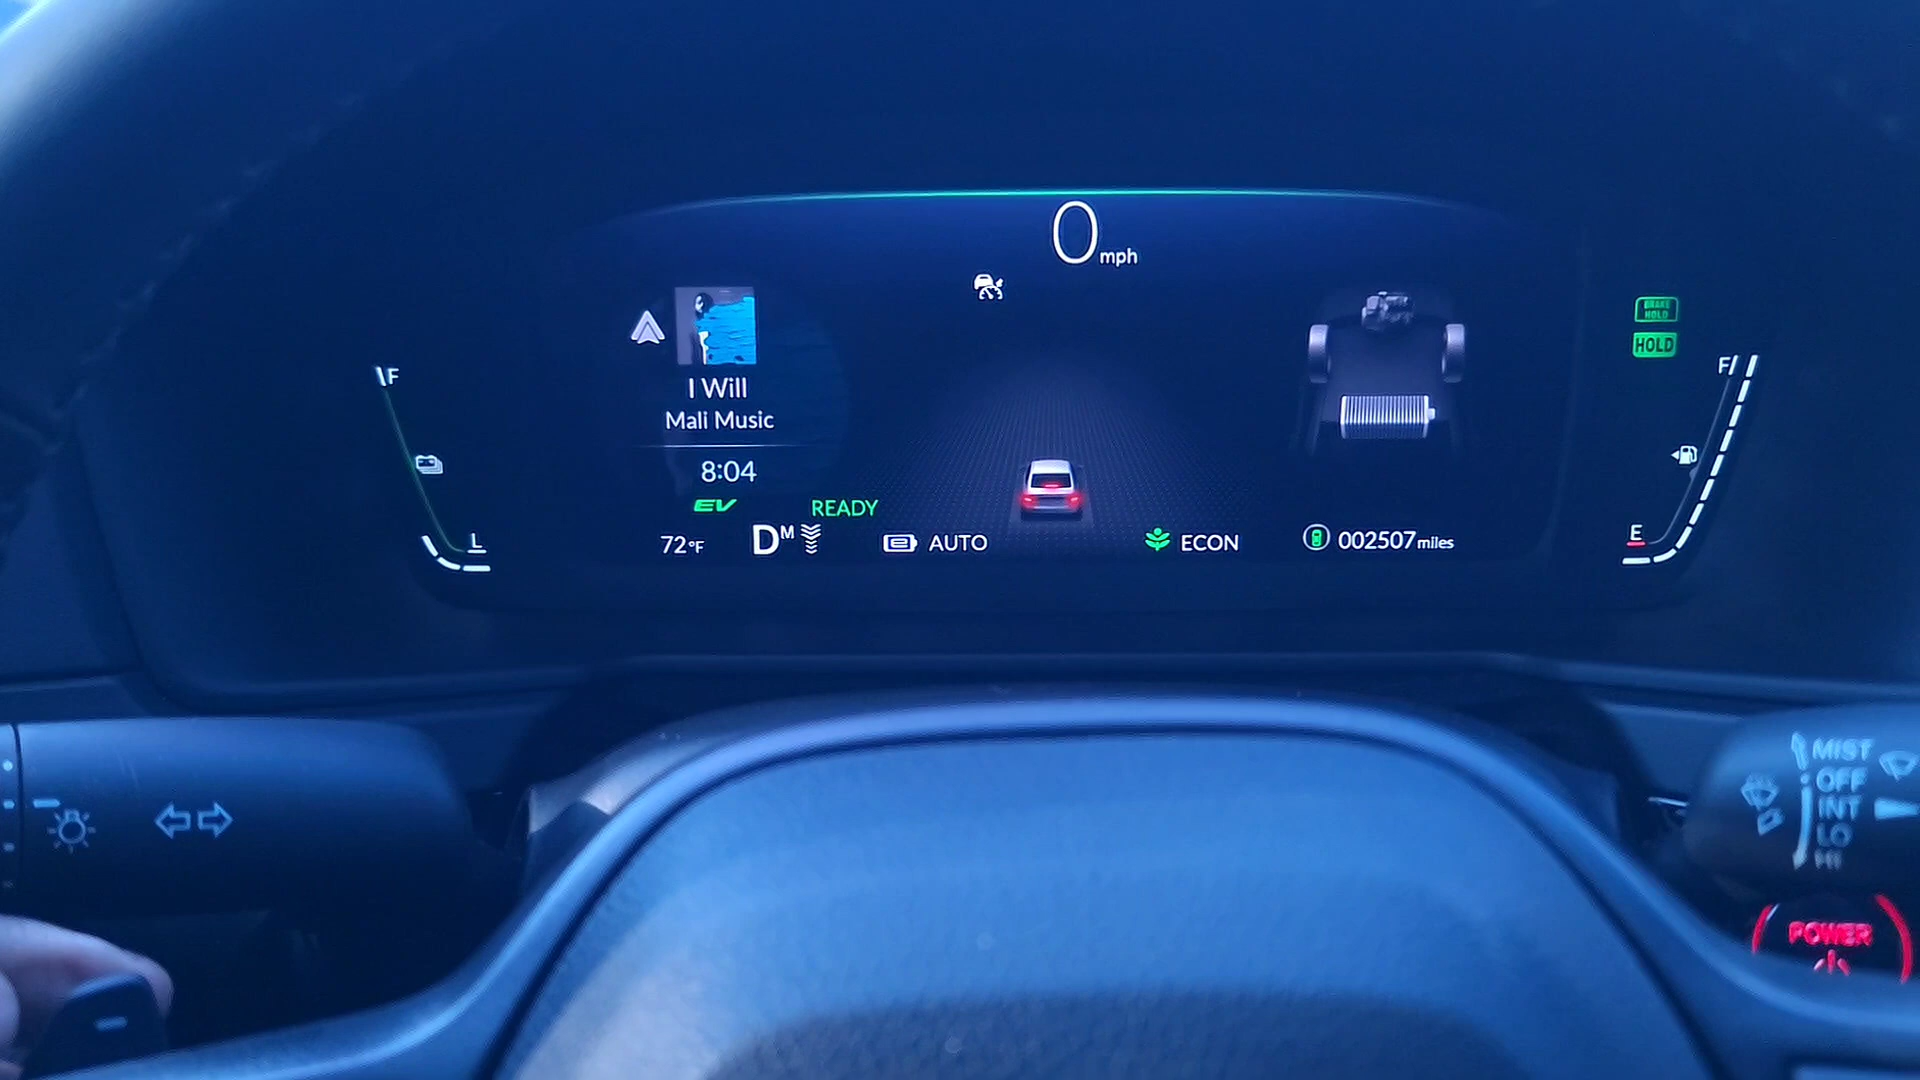 0 mph
I Will
Mali Music
8:04
EV
READY
72°F
D M
AUTO
ECON
002507 miles
F
L
BRAKE HOLD
HOLD
F
E
MIST
OFF
INT
LO
HI
POWER